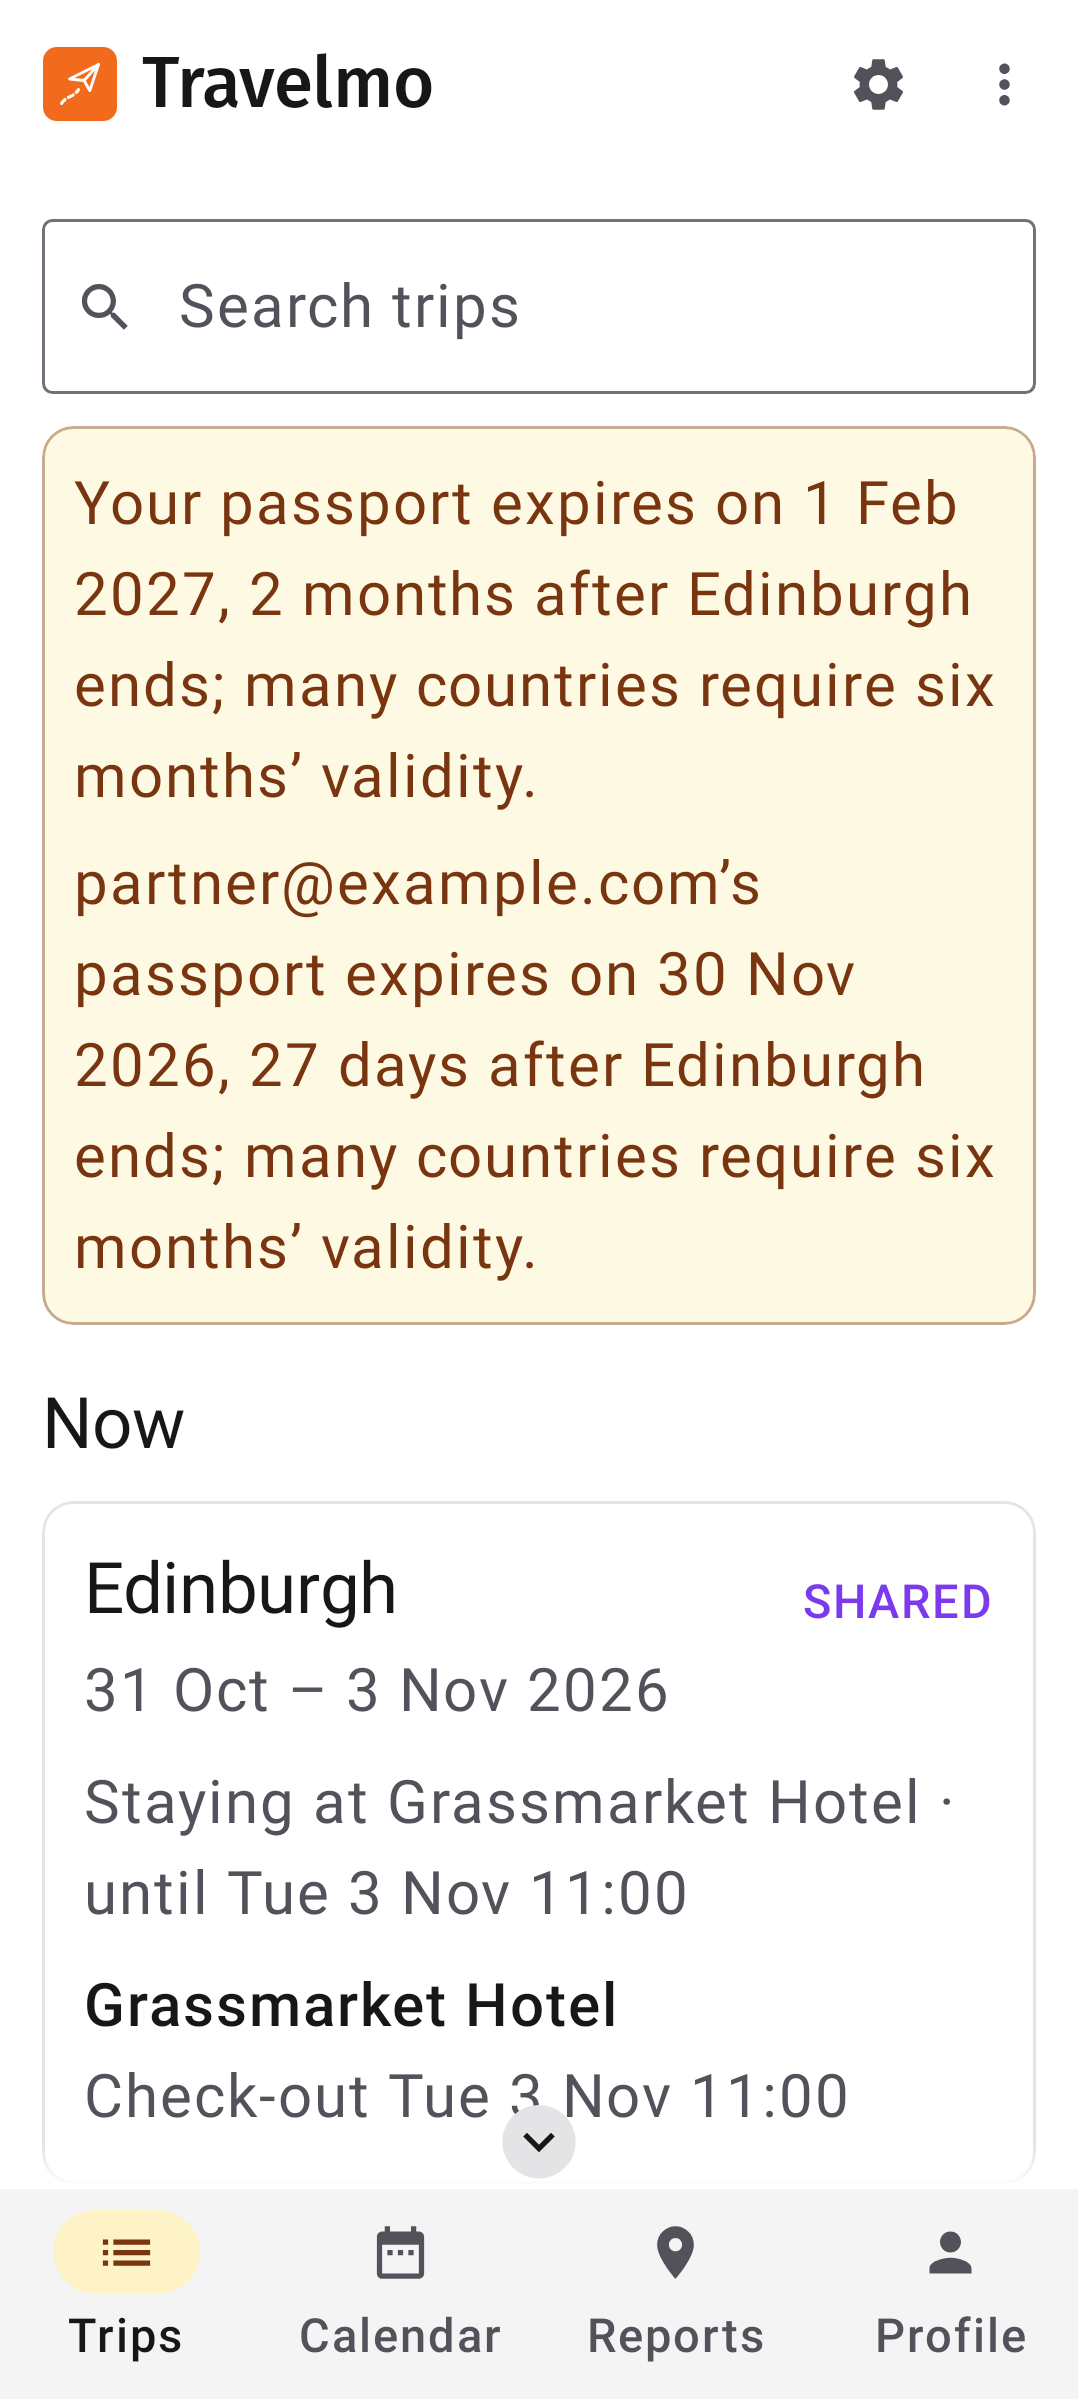 Travelmo
Search trips
Your passport expires on 1 Feb
2027, 2 months after Edinburgh
ends; many countries require six
months’ validity.
partner@example.com’s
passport expires on 30 Nov
2026, 27 days after Edinburgh
ends; many countries require six
months’ validity.
Now
Edinburgh
SHARED
31 Oct – 3 Nov 2026
Staying at Grassmarket Hotel ·
until Tue 3 Nov 11:00
Grassmarket Hotel
Check-out Tue 3 Nov 11:00
Trips
Calendar
Reports
Profile